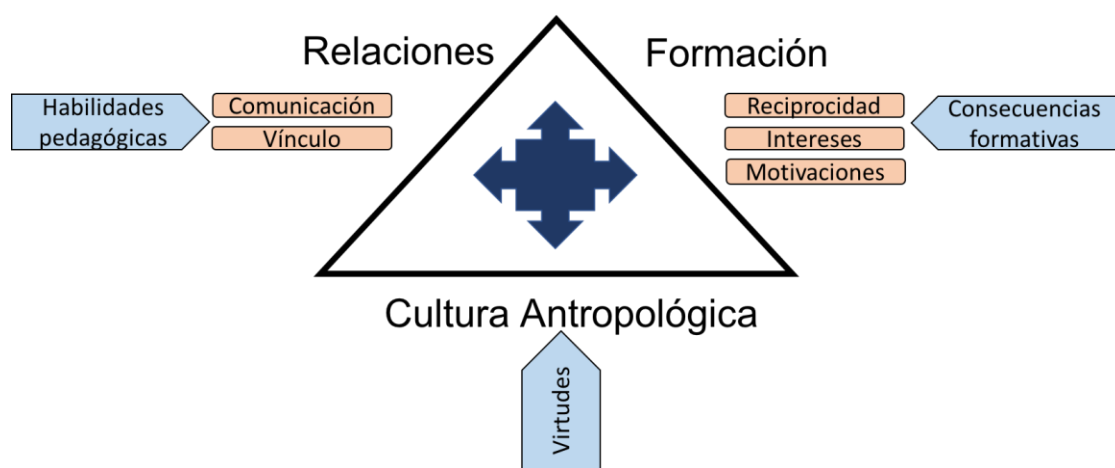 Relaciones
Formación
Habilidades
pedagógicas
Comunicación
Vínculo
Reciprocidad
Intereses
Motivaciones
Consecuencias
formativas
Cultura Antropológica
Virtudes